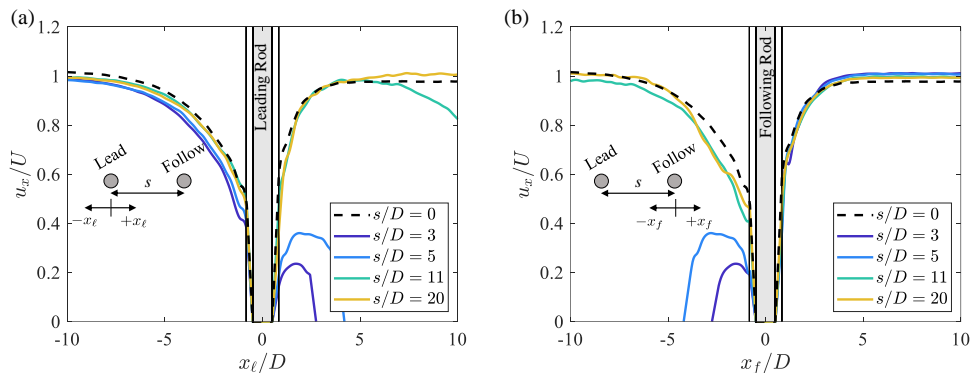 (a)
1.2
1
0.8
0.6
0.4
0.2
0
u_x/U
-10
-5
0
5
10
x_ℓ/D
Leading Rod
Lead
Follow
s
−x_ℓ
+x_ℓ
s/D = 0
s/D = 3
s/D = 5
s/D = 11
s/D = 20
(b)
1.2
1
0.8
0.6
0.4
0.2
0
u_x/U
-10
-5
0
5
10
x_f/D
Following Rod
Lead
Follow
s
−x_f
+x_f
s/D = 0
s/D = 3
s/D = 5
s/D = 11
s/D = 20